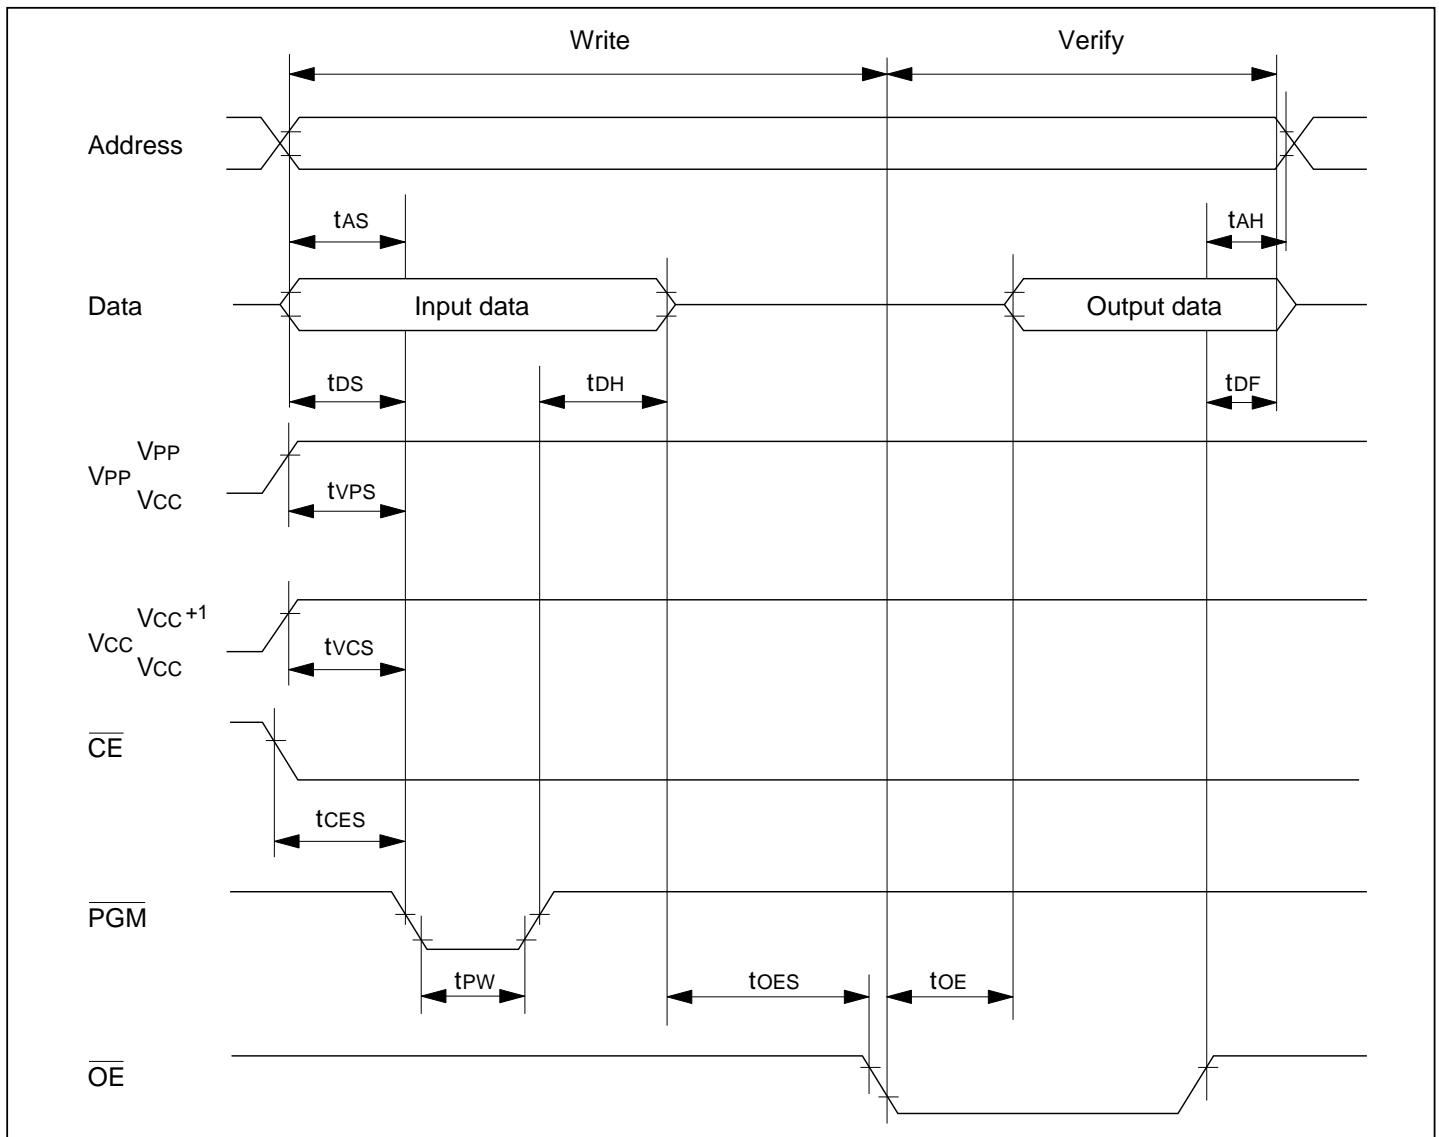 Write Verify
Address
tAS tAH
Data Input data Output data
tDS tDH tDF
VPP
VPP
VCC
tVPS
VCC+1
VCC
VCC
tVCS
CE
tCES
PGM
tPW tOES tOE
OE